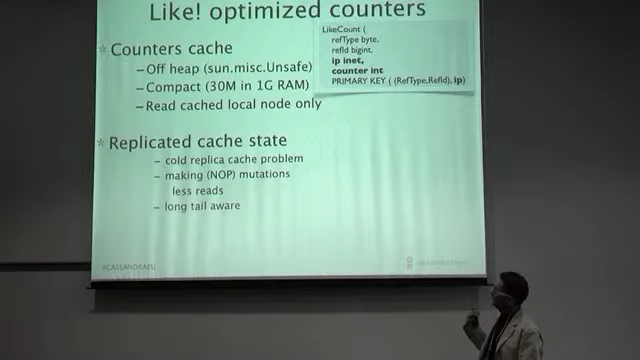 Like! optimized counters
* Counters cache
– Off heap (sun.misc.Unsafe)
– Compact (30M in 1G RAM)
– Read cached local node only
* Replicated cache state
– cold replica cache problem
– making (NOP) mutations
less reads
– long tail aware
LikeCount (
refType byte,
refId bigint,
ip inet,
counter int
PRIMARY KEY ( (RefType,RefId), ip)
#CASSANDRAEU